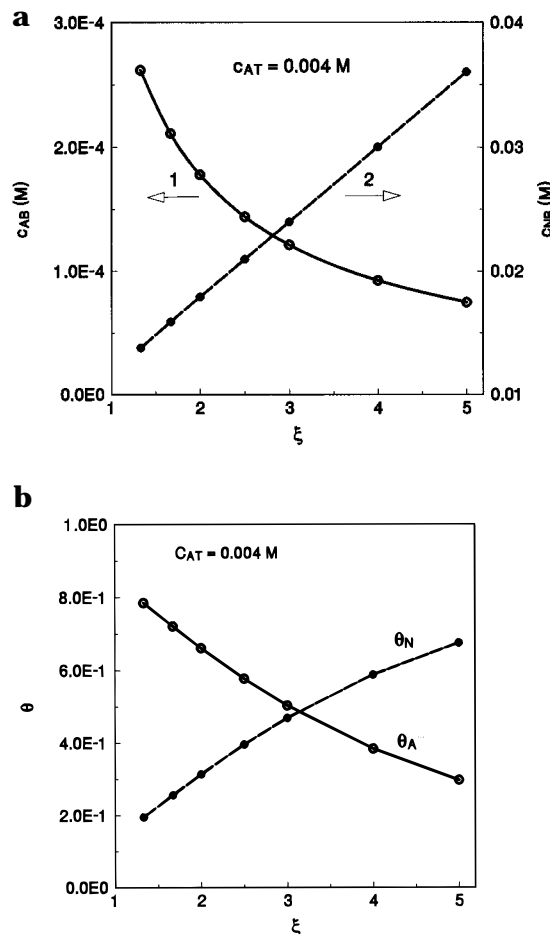 a
3.0E-4
2.0E-4
1.0E-4
0.0E0
cAB (M)
cAT = 0.004 M
1
2
0.04
0.03
0.02
0.01
cNB (M)
1 2 3 4 5
ξ
b
1.0E0
8.0E-1
6.0E-1
4.0E-1
2.0E-1
0.0E0
θ
CAT = 0.004 M
θN
θA
1 2 3 4 5
ξ